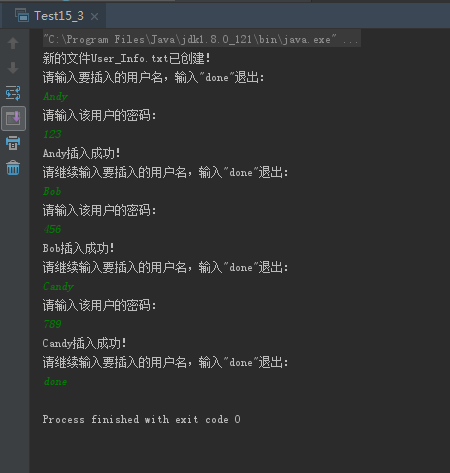 Test15_3
"C:\Program Files\Java\jdk1.8.0_121\bin\java.exe" ...
新的文件User_Info.txt已创建!
请输入要插入的用户名，输入"done"退出：
Andy
请输入该用户的密码：
123
Andy插入成功!
请继续输入要插入的用户名，输入"done"退出：
Bob
请输入该用户的密码：
456
Bob插入成功!
请继续输入要插入的用户名，输入"done"退出：
Candy
请输入该用户的密码：
789
Candy插入成功!
请继续输入要插入的用户名，输入"done"退出：
done
Process finished with exit code 0